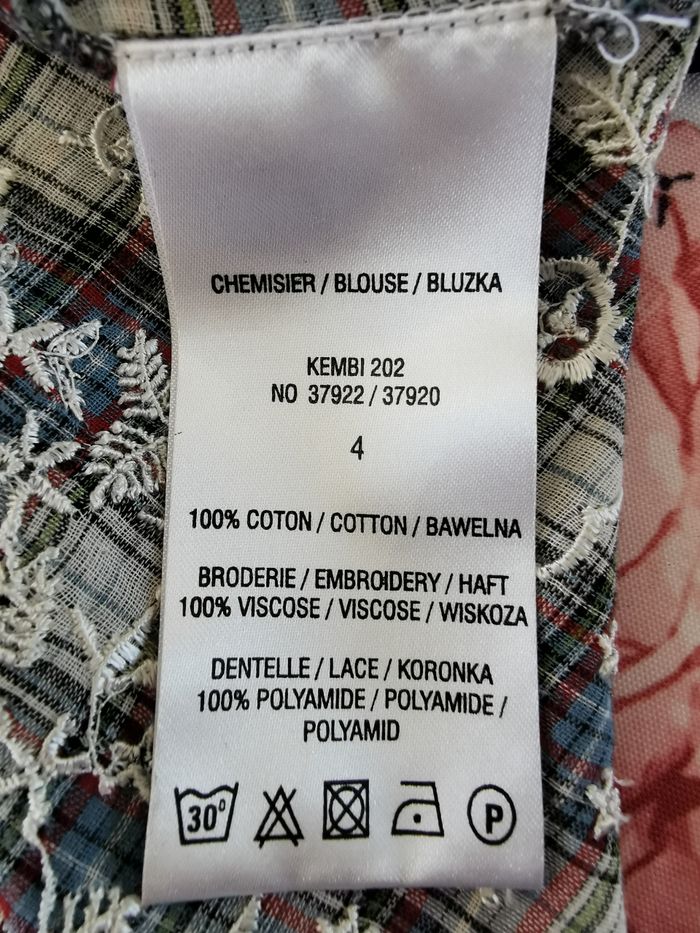 CHEMISIER / BLOUSE / BLUZKA
KEMBI 202
NO 37922 / 37920
4
100% COTON / COTTON / BAWELNA
BRODERIE / EMBROIDERY / HAFT
100% VISCOSE / VISCOSE / WISKOZA
DENTELLE / LACE / KORONKA
100% POLYAMIDE / POLYAMIDE /
POLYAMID
30° P